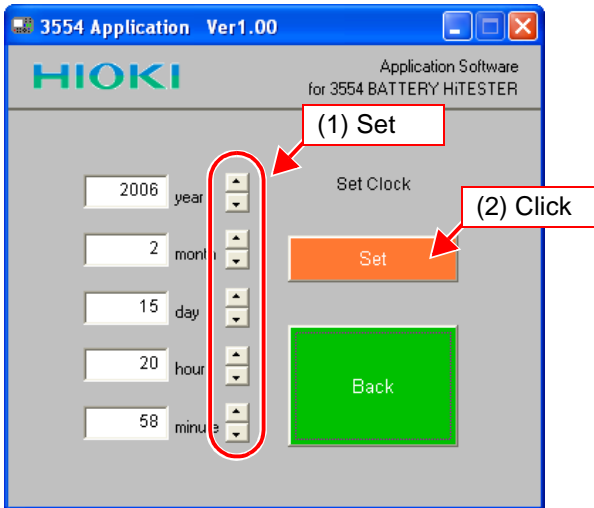 3554 Application Ver1.00
HIOKI
Application Software
for 3554 BATTERY HiTESTER
(1) Set
2006 year
Set Clock
(2) Click
2 month
Set
15 day
20 hour
Back
58 minute